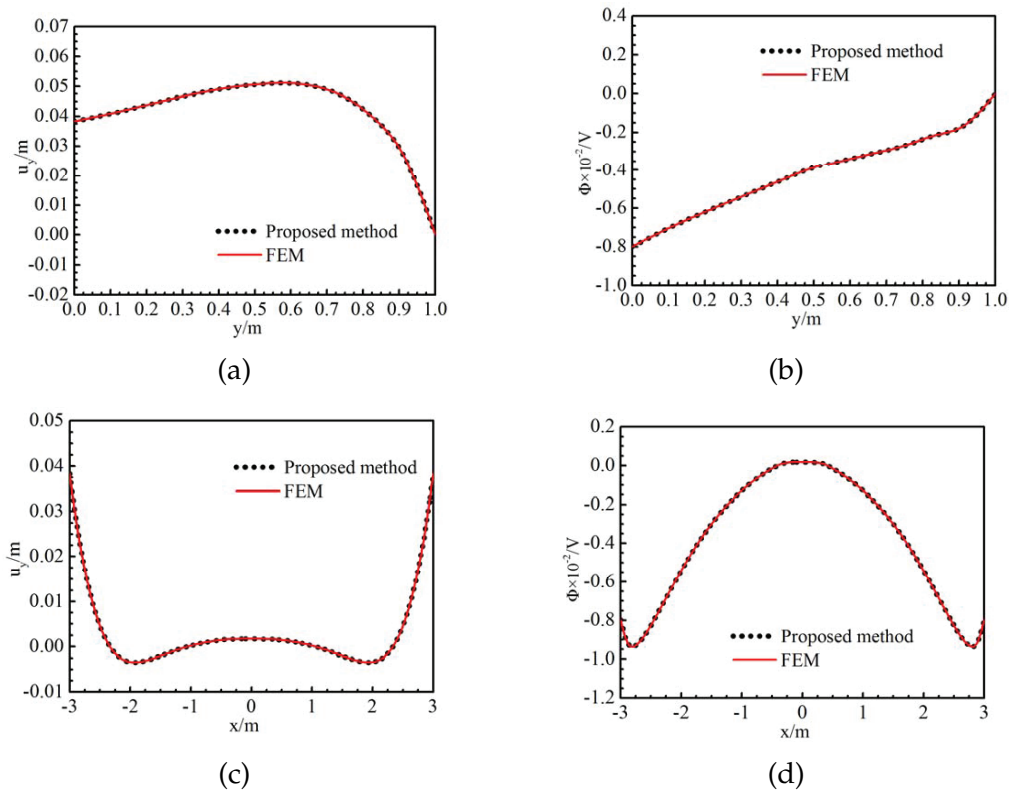 0.07
0.06
0.05
0.04
0.03
0.02
0.01
0.00
-0.01
-0.02
u_y/m
Proposed method
FEM
0.0 0.1 0.2 0.3 0.4 0.5 0.6 0.7 0.8 0.9 1.0
y/m
(a)
0.4
0.2
0.0
-0.2
-0.4
-0.6
-0.8
-1.0
Φ×10⁻²/V
Proposed method
FEM
0.0 0.1 0.2 0.3 0.4 0.5 0.6 0.7 0.8 0.9 1.0
y/m
(b)
0.05
0.04
0.03
0.02
0.01
0.00
-0.01
u_y/m
Proposed method
FEM
-3 -2 -1 0 1 2 3
x/m
(c)
0.2
0.0
-0.2
-0.4
-0.6
-0.8
-1.0
-1.2
Φ×10⁻²/V
Proposed method
FEM
-3 -2 -1 0 1 2 3
x/m
(d)